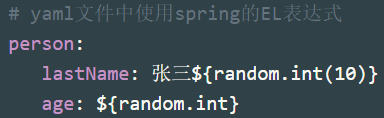 # yaml文件中使用spring的EL表达式
person:
lastName: 张三${random.int(10)}
age: ${random.int}